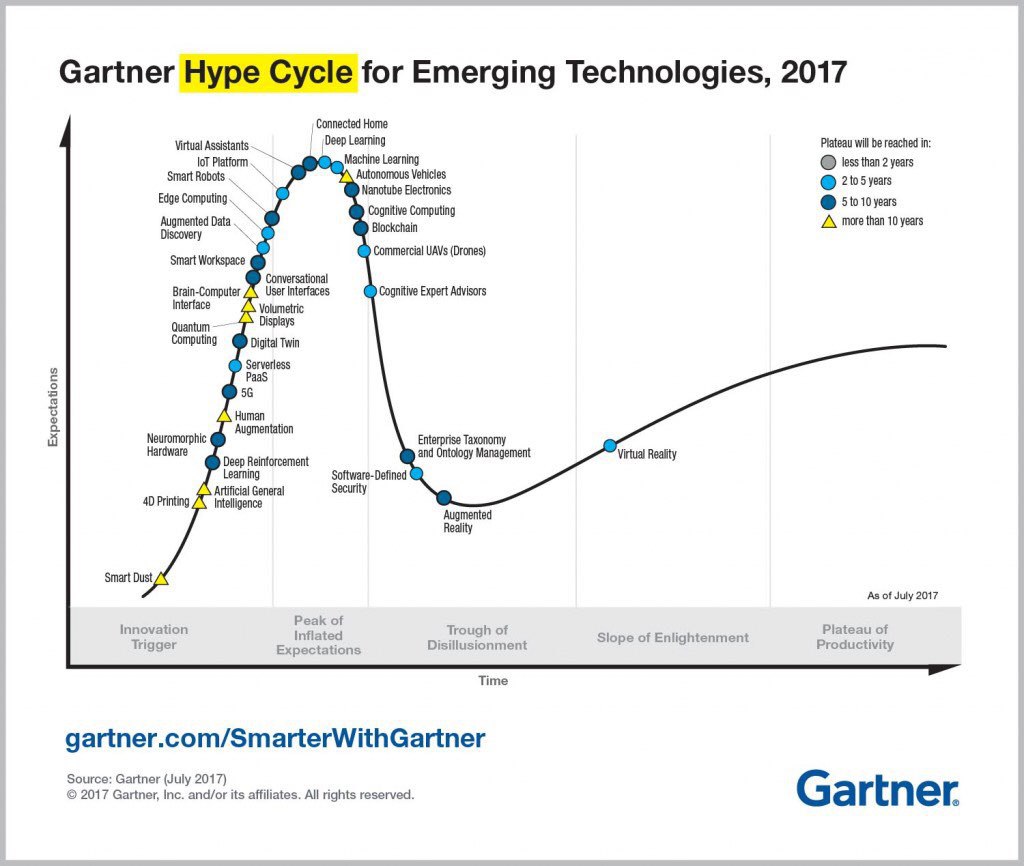 Gartner Hype Cycle for Emerging Technologies, 2017
Connected Home
Deep Learning
Virtual Assistants
Machine Learning
IoT Platform
Autonomous Vehicles
Smart Robots
Nanotube Electronics
Edge Computing
Cognitive Computing
Augmented Data
Discovery
Blockchain
Commercial UAVs (Drones)
Smart Workspace
Conversational
User Interfaces
Brain-Computer
Interface
Cognitive Expert Advisors
Volumetric
Displays
Quantum
Computing
Digital Twin
Serverless
PaaS
5G
Human
Augmentation
Neuromorphic
Hardware
Deep Reinforcement
Learning
Artificial General
Intelligence
4D Printing
Smart Dust
Enterprise Taxonomy
and Ontology Management
Software-Defined
Security
Augmented
Reality
Virtual Reality
Plateau will be reached in:
less than 2 years
2 to 5 years
5 to 10 years
more than 10 years
Expectations
As of July 2017
Innovation
Trigger
Peak of
Inflated
Expectations
Trough of
Disillusionment
Slope of Enlightenment
Plateau of
Productivity
Time
gartner.com/SmarterWithGartner
Source: Gartner (July 2017)
© 2017 Gartner, Inc. and/or its affiliates. All rights reserved.
Gartner®